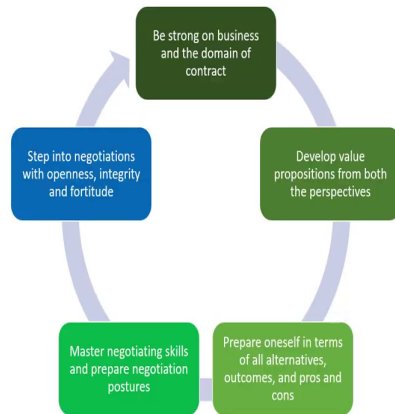 Be strong on business
and the domain of
contract
Develop value
propositions from both
the perspectives
Prepare oneself in terms
of all alternatives,
outcomes, and pros and
cons
Master negotiating skills
and prepare negotiation
postures
Step into negotiations
with openness, integrity
and fortitude